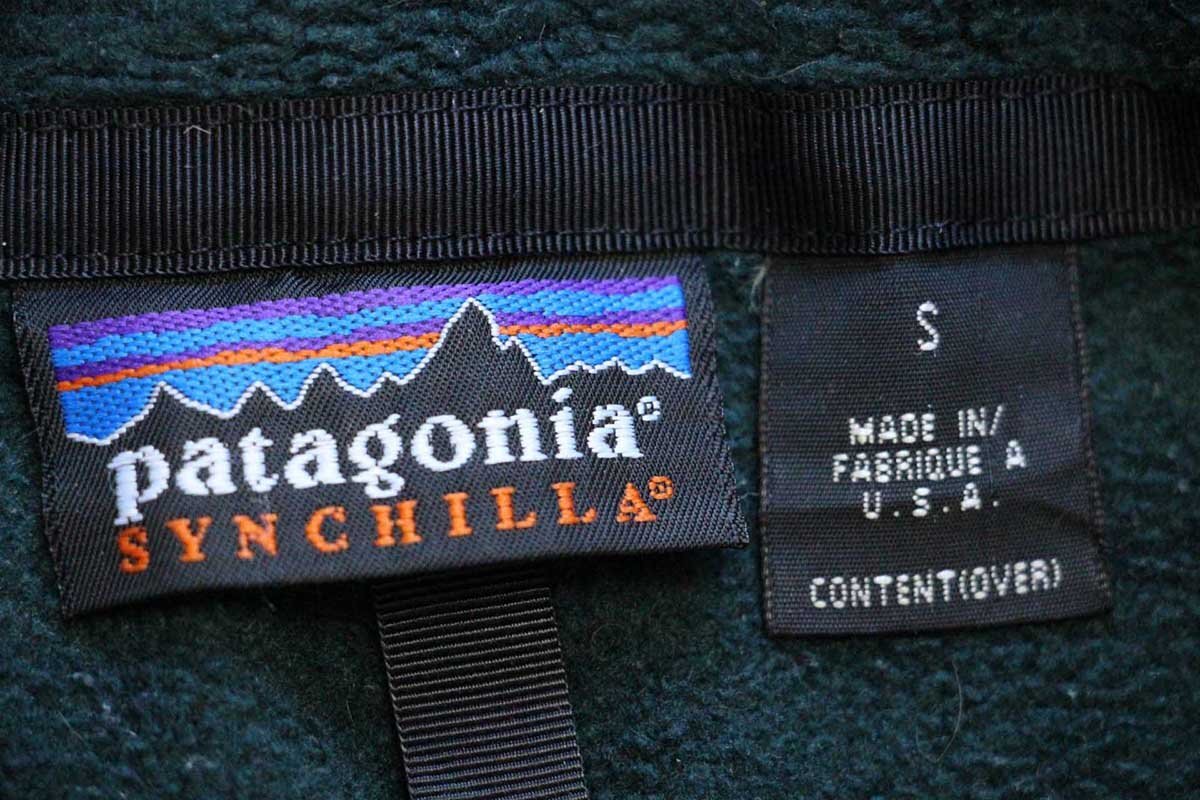 patagonia®
SYNCHILLA®
S
MADE IN/
FABRIQUE A
U.S.A.
CONTENT(OVER)